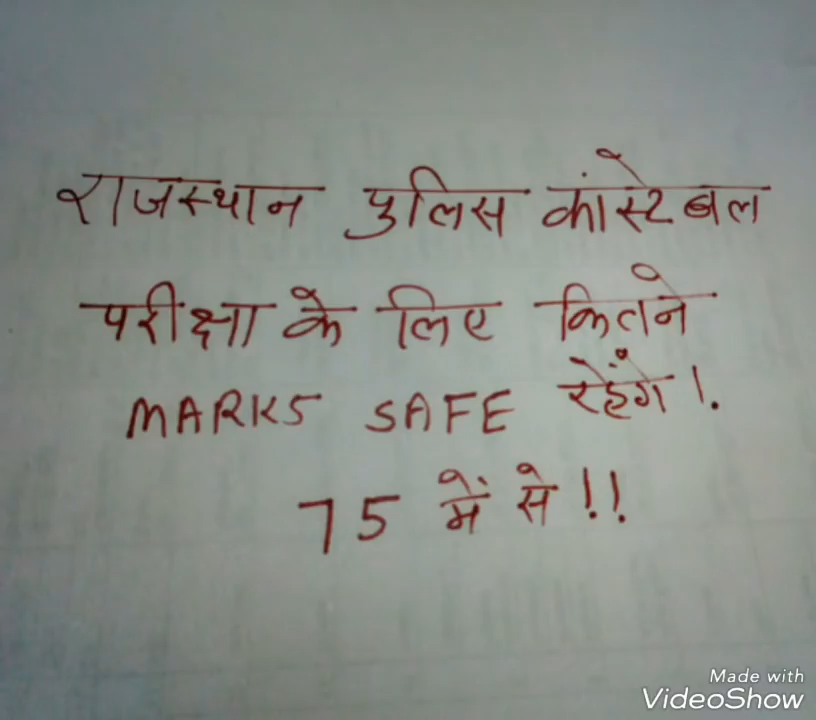 राजस्थान पुलिस कांस्टेबल
परीक्षा के लिए कितने
MARKS SAFE रहेंगे !.
75 में से !!
Made with
VideoShow